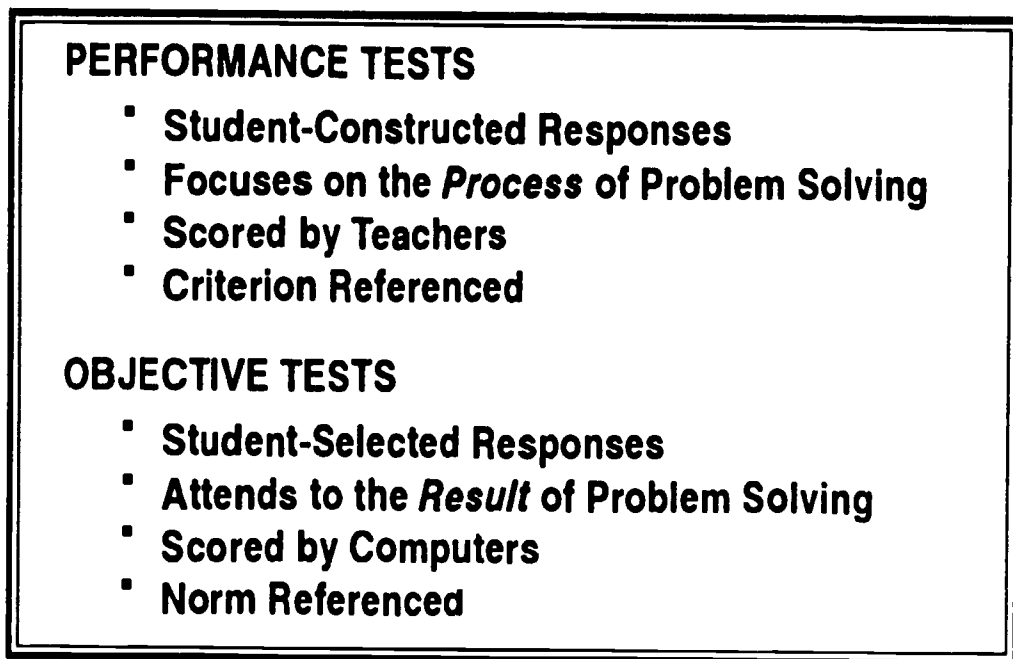 PERFORMANCE TESTS
▪ Student-Constructed Responses
▪ Focuses on the Process of Problem Solving
▪ Scored by Teachers
▪ Criterion Referenced
OBJECTIVE TESTS
▪ Student-Selected Responses
▪ Attends to the Result of Problem Solving
▪ Scored by Computers
▪ Norm Referenced